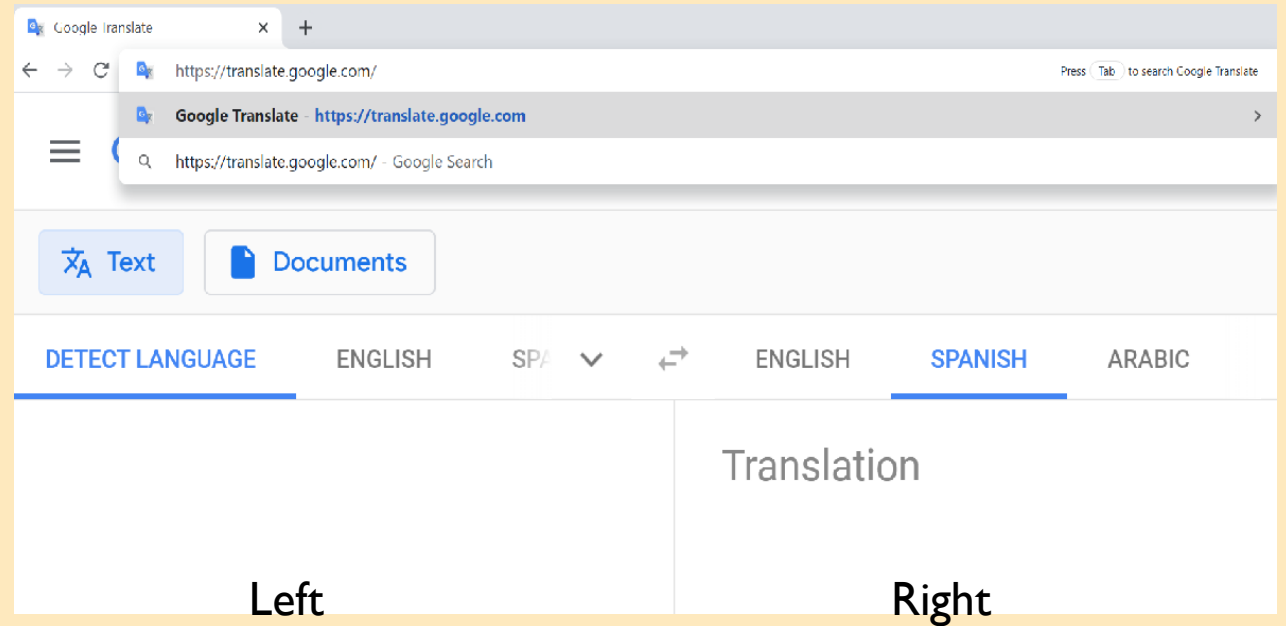 Google Translate
https://translate.google.com/ Press Tab to search Google Translate
Google Translate - https://translate.google.com
https://translate.google.com/ - Google Search
Text Documents
DETECT LANGUAGE ENGLISH SPA ENGLISH SPANISH ARABIC
Translation
Left Right